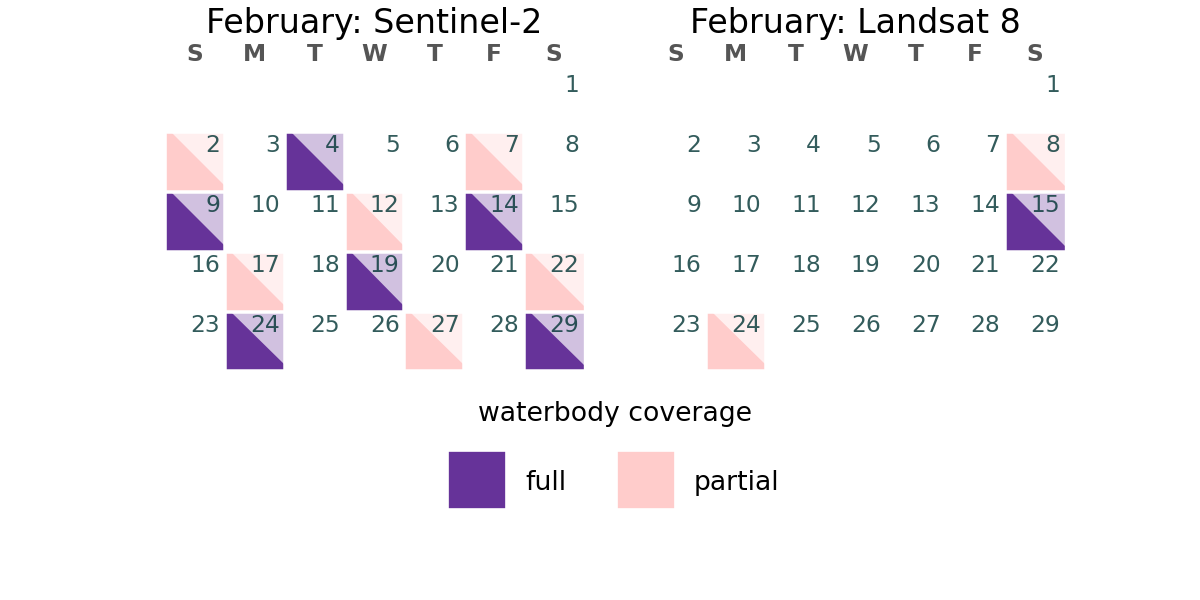 February: Sentinel-2
S M T W T F S
1
2 3 4 5 6 7 8
9 10 11 12 13 14 15
16 17 18 19 20 21 22
23 24 25 26 27 28 29
February: Landsat 8
S M T W T F S
1
2 3 4 5 6 7 8
9 10 11 12 13 14 15
16 17 18 19 20 21 22
23 24 25 26 27 28 29
waterbody coverage
full partial